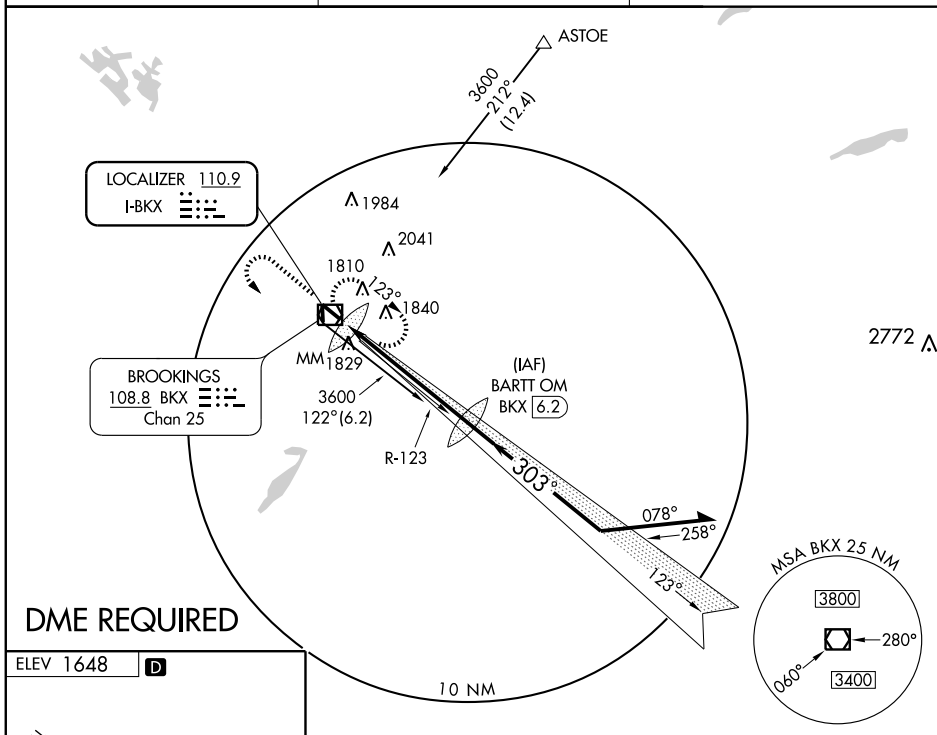 ASTOE
3600
212°
(12.4)
LOCALIZER 110.9
I-BKX
1984
2041
1810
123°
1840
2772
MM
1829
(IAF)
BARTT OM
BKX 6.2
BROOKINGS
108.8 BKX
Chan 25
3600
122°(6.2)
R-123
303°
078°
258°
123°
MSA BKX 25 NM
3800
280°
060°
3400
DME REQUIRED
ELEV 1648 D
10 NM